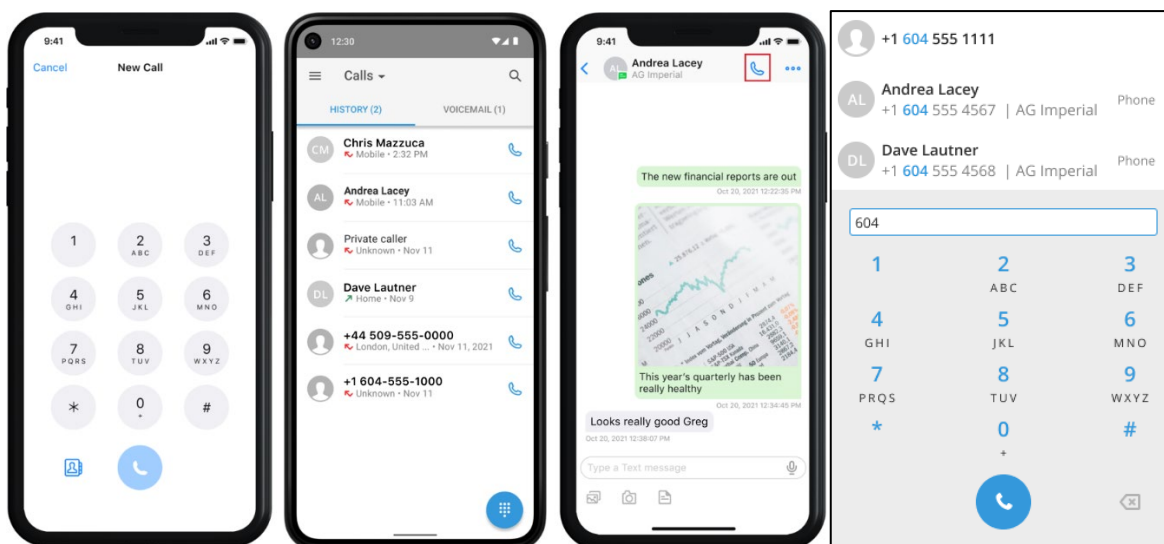 9:41
Cancel
New Call
1
2
ABC
3
DEF
4
GHI
5
JKL
6
MNO
7
PQRS
8
TUV
9
WXYZ
*
0
+
#
12:30
Calls
HISTORY (2)
VOICEMAIL (1)
CM
Chris Mazzuca
Mobile • 2:32 PM
AL
Andrea Lacey
Mobile • 11:03 AM
Private caller
Unknown • Nov 11
DL
Dave Lautner
Home • Nov 9
+44 509-555-0000
London, United ... • Nov 11, 2021
+1 604-555-1000
Unknown • Nov 11
9:41
AL
Andrea Lacey
AG Imperial
The new financial reports are out
Oct 20, 2021 12:22:35 PM
J J M A M J J A S O N D
This year's quarterly has been
really healthy
Oct 20, 2021 12:34:45 PM
Looks really good Greg
Oct 20, 2021 12:38:07 PM
Type a Text message
+1 604 555 1111
AL
Andrea Lacey
+1 604 555 4567 | AG Imperial
Phone
DL
Dave Lautner
+1 604 555 4568 | AG Imperial
Phone
604
1
2
ABC
3
DEF
4
GHI
5
JKL
6
MNO
7
PRQS
8
TUV
9
WXYZ
*
0
+
#